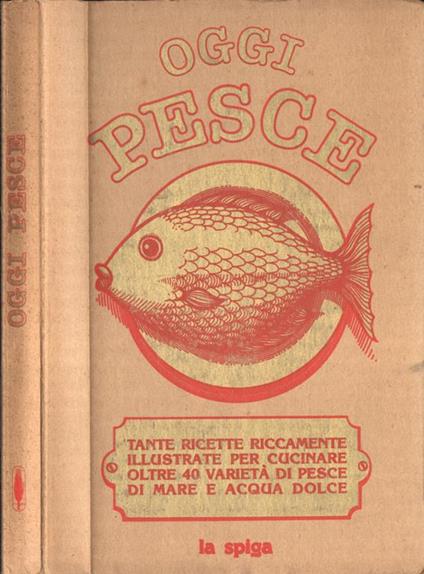 OGGI PESCE
OGGI
PESCE
TANTE RICETTE RICCAMENTE
ILLUSTRATE PER CUCINARE
OLTRE 40 VARIETÀ DI PESCE
DI MARE E ACQUA DOLCE
la spiga